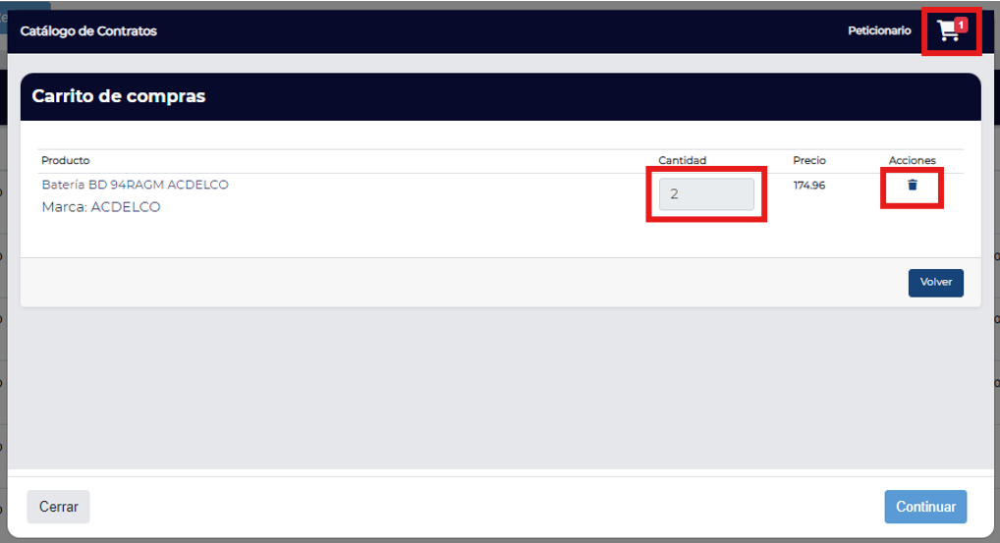 Catálogo de Contratos
Peticionario
1
Carrito de compras
Producto Cantidad Precio Acciones
Batería BD 94RAGM ACDELCO 2 174.96
Marca: ACDELCO
Volver
Cerrar Continuar